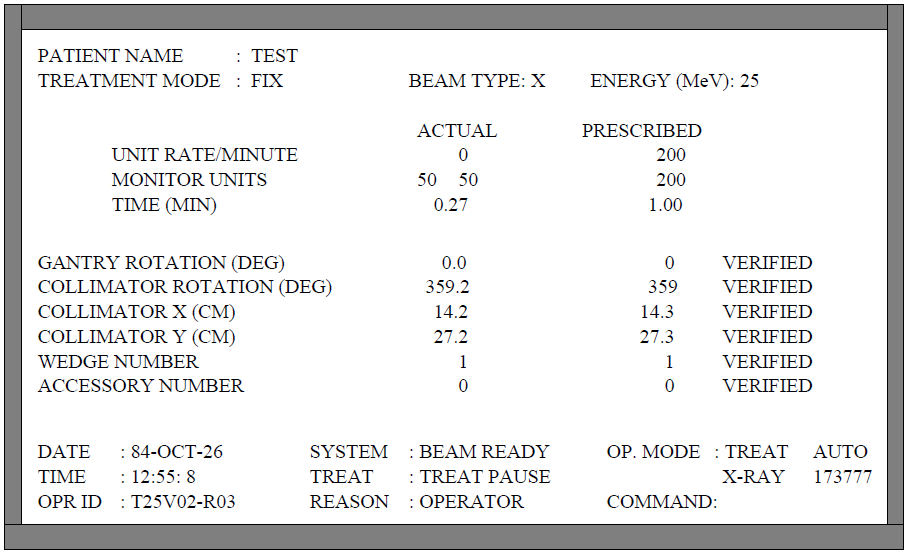 PATIENT NAME : TEST
TREATMENT MODE : FIX BEAM TYPE: X ENERGY (MeV): 25
ACTUAL PRESCRIBED
UNIT RATE/MINUTE 0 200
MONITOR UNITS 50 50 200
TIME (MIN) 0.27 1.00
GANTRY ROTATION (DEG) 0.0 0 VERIFIED
COLLIMATOR ROTATION (DEG) 359.2 359 VERIFIED
COLLIMATOR X (CM) 14.2 14.3 VERIFIED
COLLIMATOR Y (CM) 27.2 27.3 VERIFIED
WEDGE NUMBER 1 1 VERIFIED
ACCESSORY NUMBER 0 0 VERIFIED
DATE : 84-OCT-26 SYSTEM : BEAM READY OP. MODE : TREAT AUTO
TIME : 12:55: 8 TREAT : TREAT PAUSE X-RAY 173777
OPR ID : T25V02-R03 REASON : OPERATOR COMMAND: